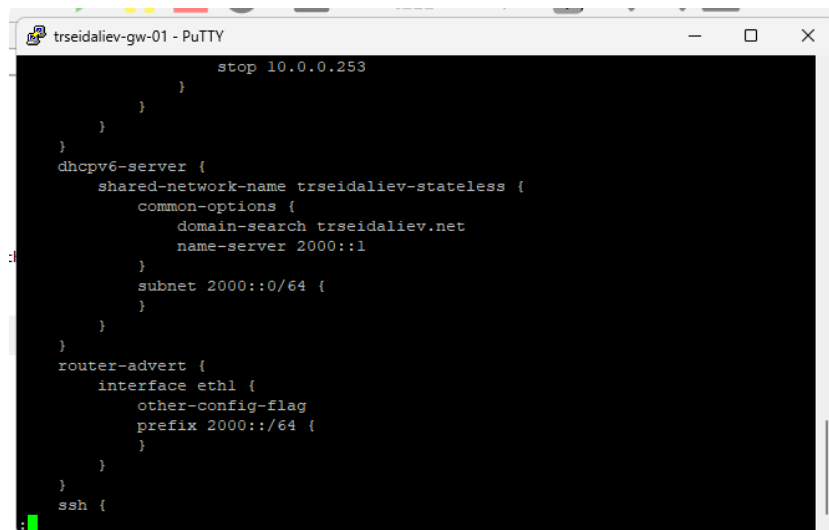 trseidaliev-gw-01 - PuTTY
stop 10.0.0.253
}
}
}
}
dhcpv6-server {
shared-network-name trseidaliev-stateless {
common-options {
domain-search trseidaliev.net
name-server 2000::1
}
subnet 2000::0/64 {
}
}
}
router-advert {
interface eth1 {
other-config-flag
prefix 2000::/64 {
}
}
}
ssh {
: